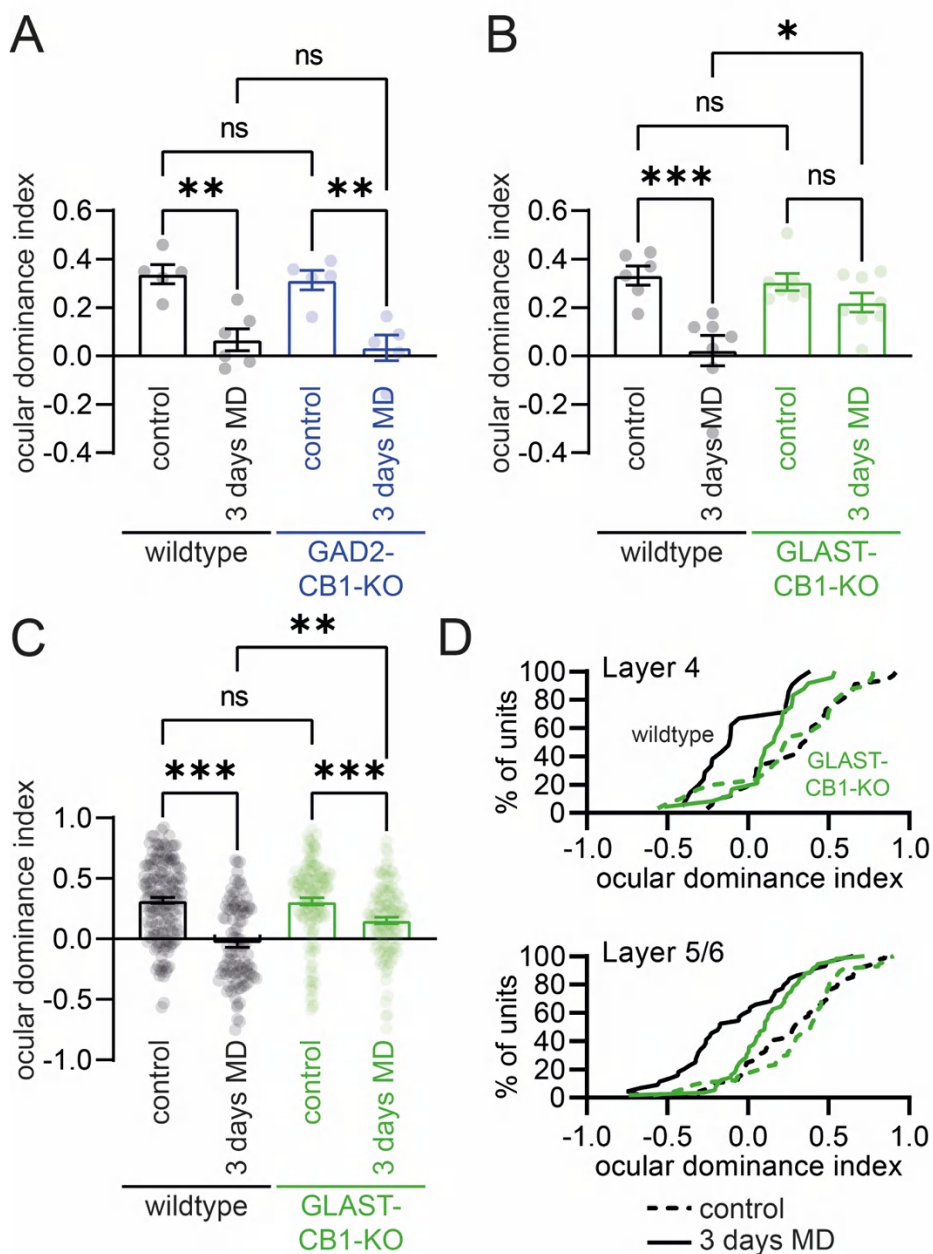 A
ns
ns
**
**
ocular dominance index
0.6
0.4
0.2
0.0
-0.2
-0.4
control
3 days MD
control
3 days MD
wildtype
GAD2-
CB1-KO
B
*
ns
***
ns
ocular dominance index
0.6
0.4
0.2
0.0
-0.2
-0.4
control
3 days MD
control
3 days MD
wildtype
GLAST-
CB1-KO
C
**
ns
***
***
ocular dominance index
1.0
0.5
0.0
-0.5
-1.0
control
3 days MD
control
3 days MD
wildtype
GLAST-
CB1-KO
D
Layer 4
% of units
100
80
60
40
20
0
wildtype
GLAST-
CB1-KO
-1.0 -0.5 0.0 0.5 1.0
ocular dominance index
Layer 5/6
% of units
100
80
60
40
20
0
-1.0 -0.5 0.0 0.5 1.0
ocular dominance index
control
3 days MD